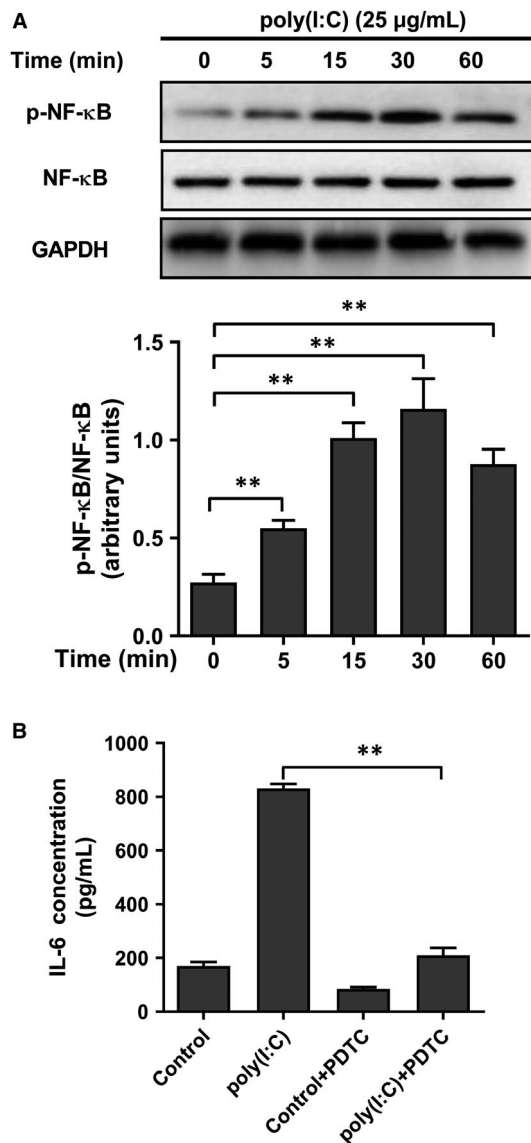 A
poly(I:C) (25 µg/mL)
Time (min) 0 5 15 30 60
p-NF-κB
NF-κB
GAPDH
**
**
**
**
1.5
1.0
0.5
0.0
p-NF-κB/NF-κB
(arbitrary units)
Time (min) 0 5 15 30 60
B
**
1000
800
600
400
200
0
IL-6 concentration
(pg/mL)
Control
poly(I:C)
Control+PDTC
poly(I:C)+PDTC